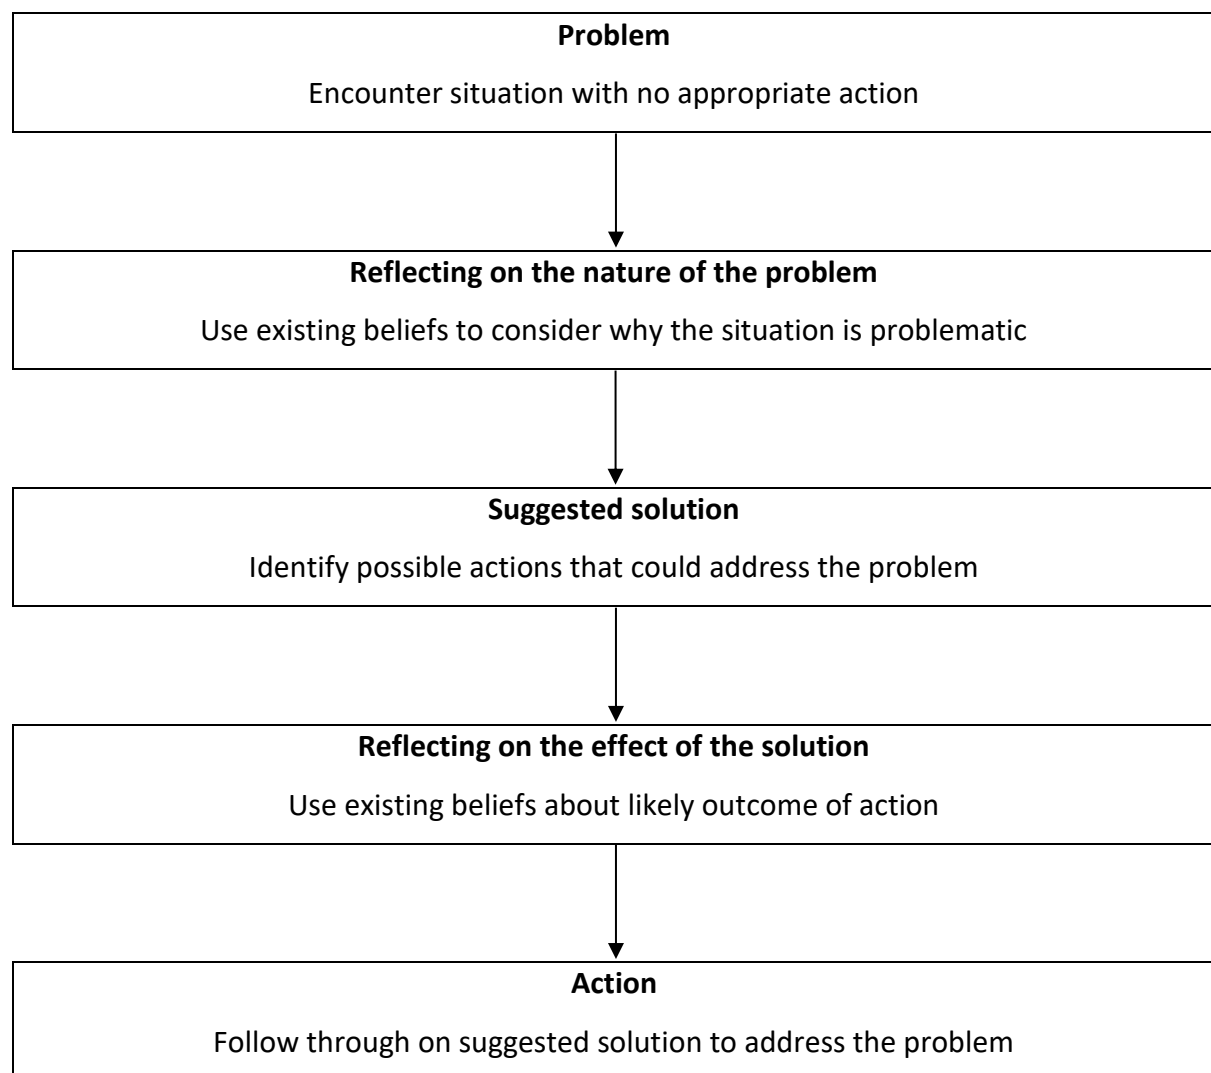 Problem
Encounter situation with no appropriate action
Reflecting on the nature of the problem
Use existing beliefs to consider why the situation is problematic
Suggested solution
Identify possible actions that could address the problem
Reflecting on the effect of the solution
Use existing beliefs about likely outcome of action
Action
Follow through on suggested solution to address the problem